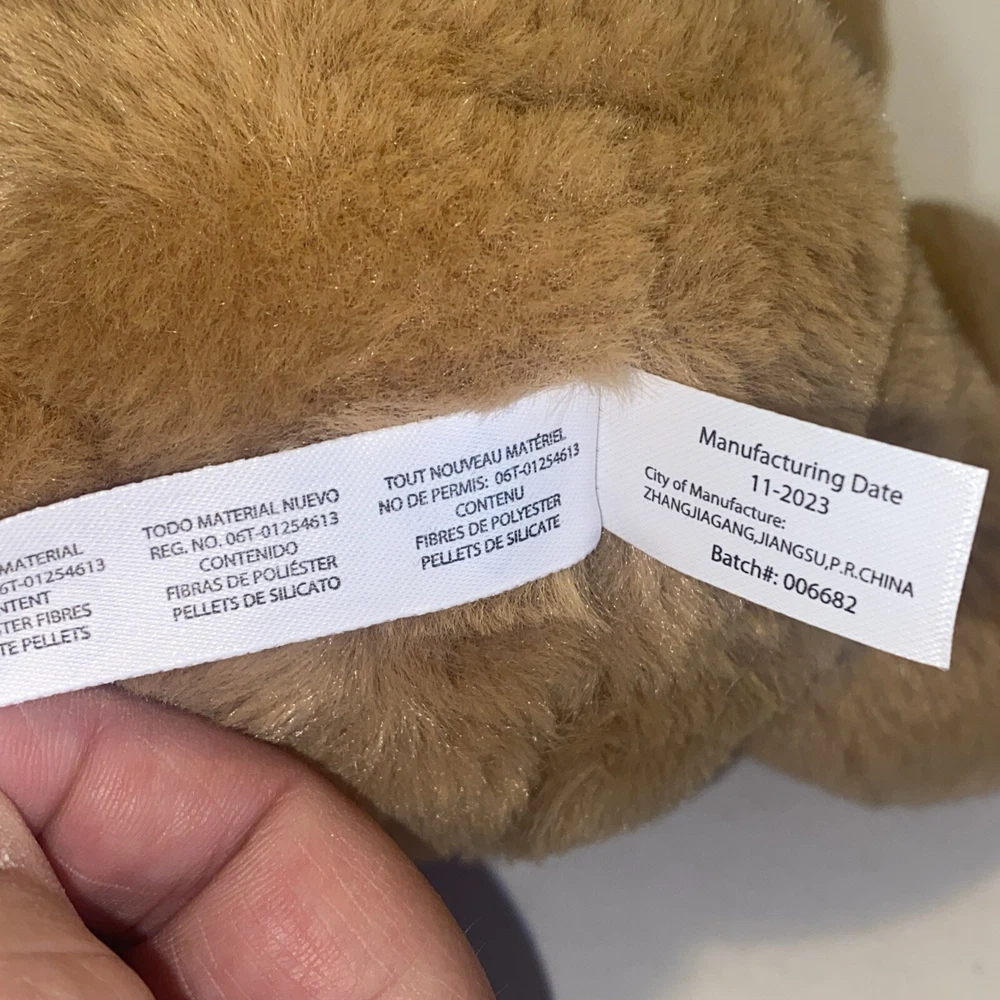 MATERIAL
6T-01254613
NTENT
TER FIBRES
TE PELLETS
TODO MATERIAL NUEVO
REG. NO. 06T-01254613
CONTENIDO
FIBRAS DE POLIÉSTER
PELLETS DE SILICATO
TOUT NOUVEAU MATÉRIEL
NO DE PERMIS: 06T-01254613
CONTENU
FIBRES DE POLYESTER
PELLETS DE SILICATE
Manufacturing Date
11-2023
City of Manufacture:
ZHANGJIAGANG,JIANGSU,P.R.CHINA
Batch#: 006682